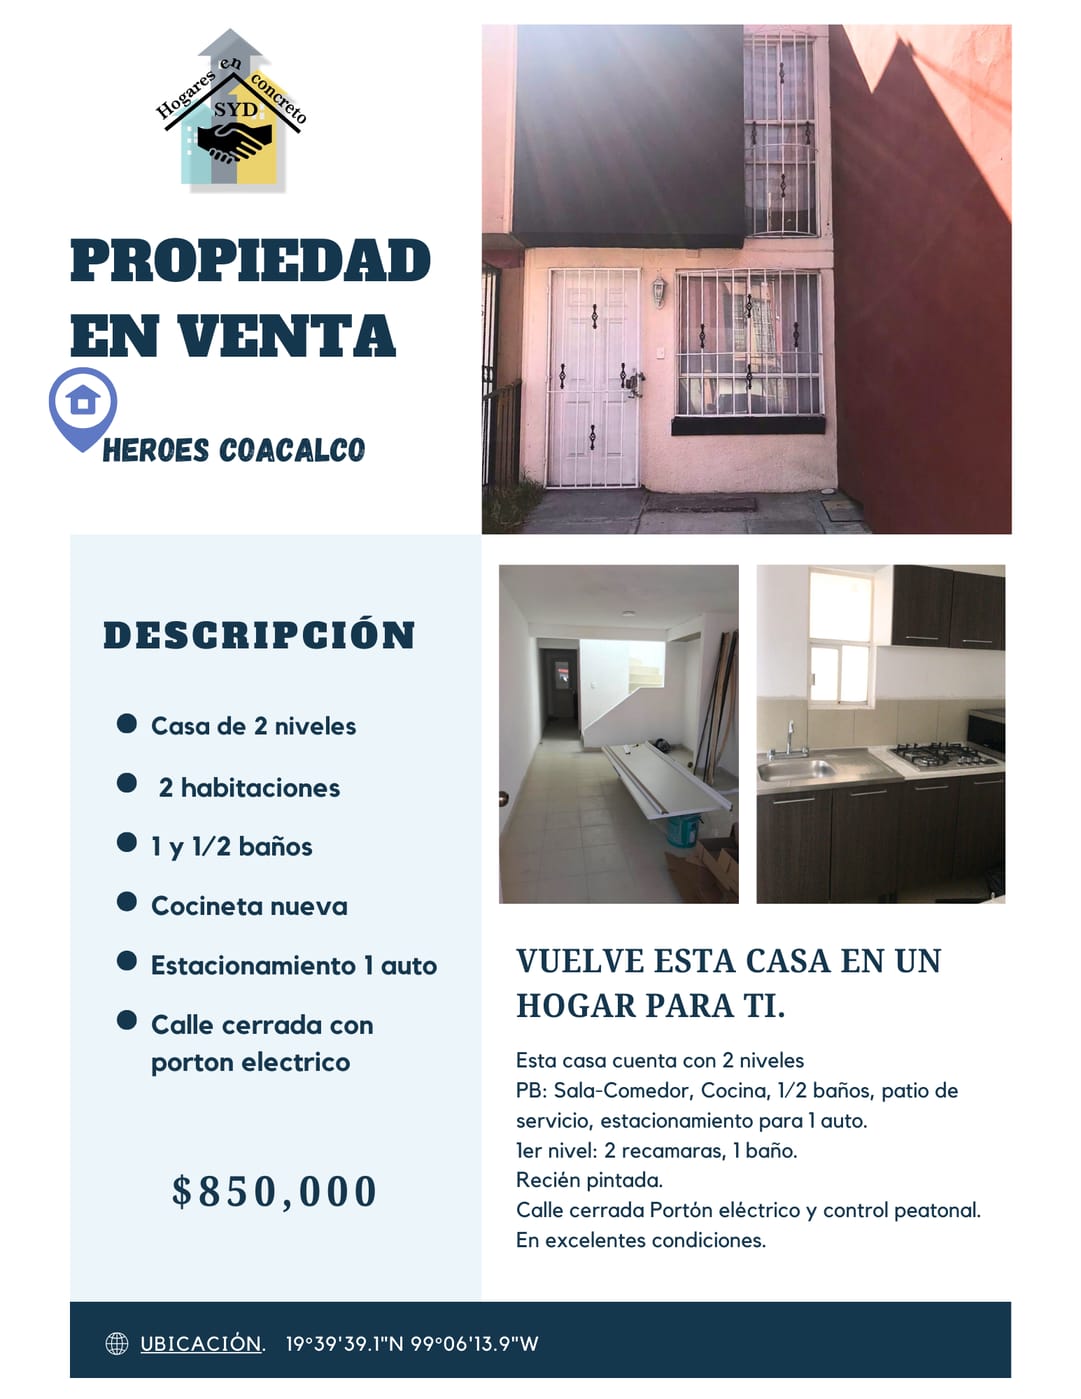 Hogares en concreto
SYD
PROPIEDAD
EN VENTA
HEROES COACALCO
DESCRIPCIÓN
Casa de 2 niveles
2 habitaciones
1 y 1/2 baños
Cocineta nueva
Estacionamiento 1 auto
Calle cerrada con
porton electrico
$850,000
VUELVE ESTA CASA EN UN
HOGAR PARA TI.
Esta casa cuenta con 2 niveles
PB: Sala-Comedor, Cocina, 1/2 baños, patio de
servicio, estacionamiento para 1 auto.
1er nivel: 2 recamaras, 1 baño.
Recién pintada.
Calle cerrada Portón eléctrico y control peatonal.
En excelentes condiciones.
UBICACIÓN. 19°39'39.1"N 99°06'13.9"W